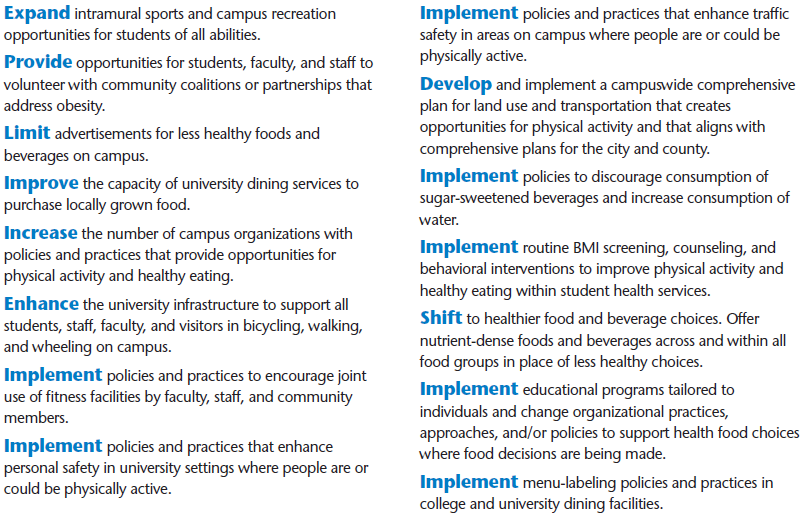 Expand intramural sports and campus recreation
opportunities for students of all abilities.
Provide opportunities for students, faculty, and staff to
volunteer with community coalitions or partnerships that
address obesity.
Limit advertisements for less healthy foods and
beverages on campus.
Improve the capacity of university dining services to
purchase locally grown food.
Increase the number of campus organizations with
policies and practices that provide opportunities for
physical activity and healthy eating.
Enhance the university infrastructure to support all
students, staff, faculty, and visitors in bicycling, walking,
and wheeling on campus.
Implement policies and practices to encourage joint
use of fitness facilities by faculty, staff, and community
members.
Implement policies and practices that enhance
personal safety in university settings where people are or
could be physically active.
Implement policies and practices that enhance traffic
safety in areas on campus where people are or could be
physically active.
Develop and implement a campuswide comprehensive
plan for land use and transportation that creates
opportunities for physical activity and that aligns with
comprehensive plans for the city and county.
Implement policies to discourage consumption of
sugar-sweetened beverages and increase consumption of
water.
Implement routine BMI screening, counseling, and
behavioral interventions to improve physical activity and
healthy eating within student health services.
Shift to healthier food and beverage choices. Offer
nutrient-dense foods and beverages across and within all
food groups in place of less healthy choices.
Implement educational programs tailored to
individuals and change organizational practices,
approaches, and/or policies to support health food choices
where food decisions are being made.
Implement menu-labeling policies and practices in
college and university dining facilities.